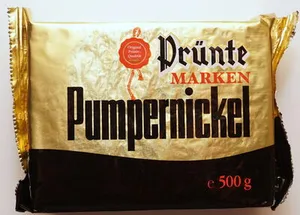 Prünte
MARKEN
Pumpernickel
e 500 g